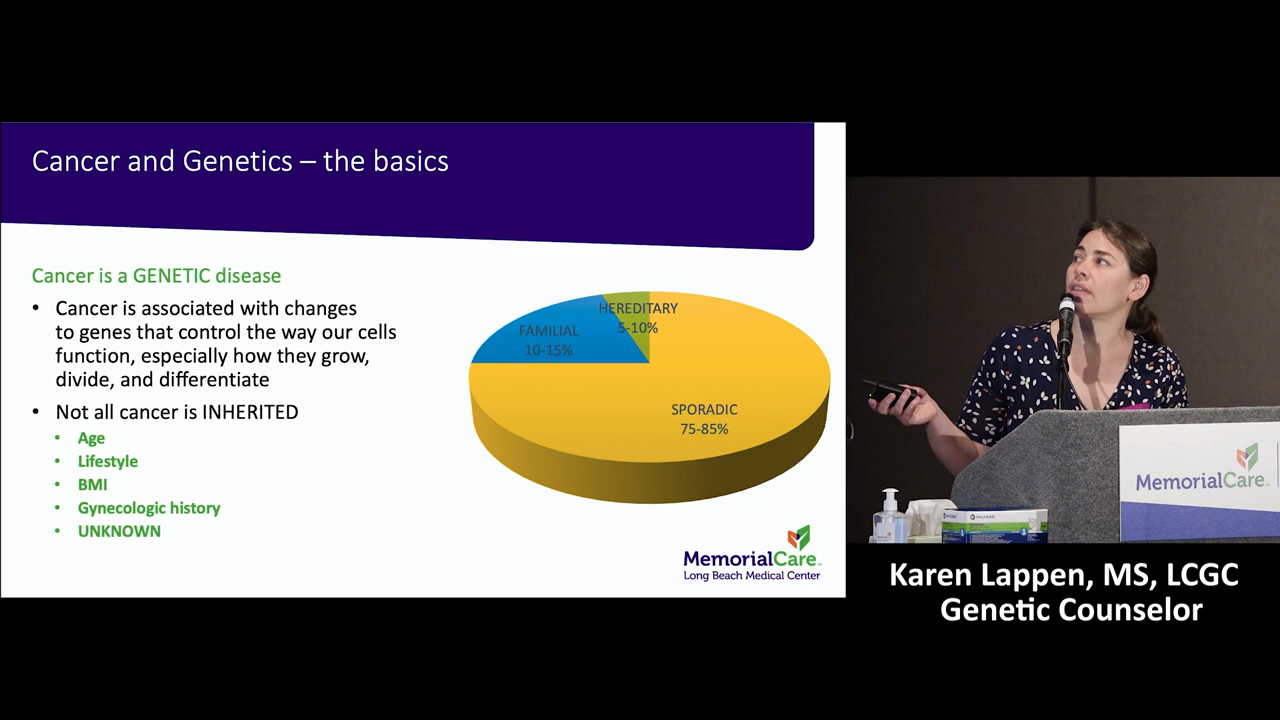 Cancer and Genetics – the basics
Cancer is a GENETIC disease
• Cancer is associated with changes
to genes that control the way our cells
function, especially how they grow,
divide, and differentiate
• Not all cancer is INHERITED
• Age
• Lifestyle
• BMI
• Gynecologic history
• UNKNOWN
HEREDITARY
5-10%
FAMILIAL
10-15%
SPORADIC
75-85%
MemorialCare
Long Beach Medical Center
MemorialCare
Karen Lappen, MS, LCGC
Genetic Counselor